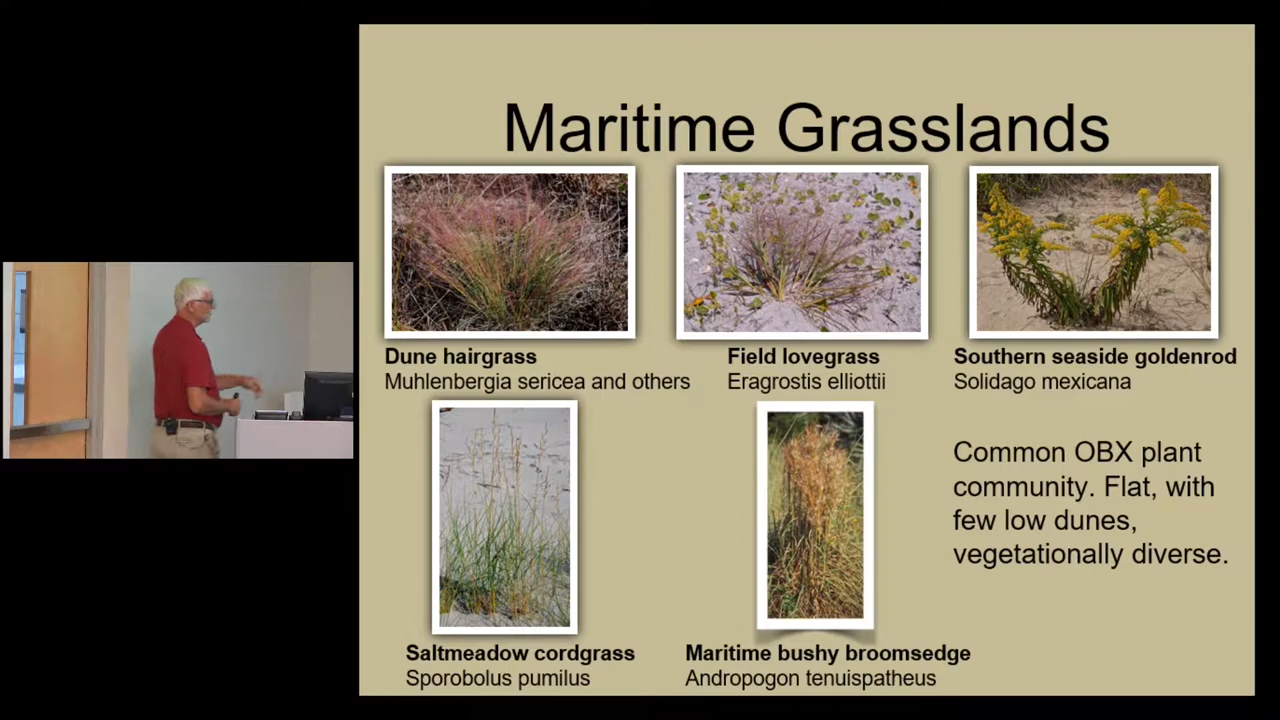 Maritime Grasslands
Dune hairgrass
Muhlenbergia sericea and others
Field lovegrass
Eragrostis elliottii
Southern seaside goldenrod
Solidago mexicana
Common OBX plant
community. Flat, with
few low dunes,
vegetationally diverse.
Saltmeadow cordgrass
Sporobolus pumilus
Maritime bushy broomsedge
Andropogon tenuispatheus